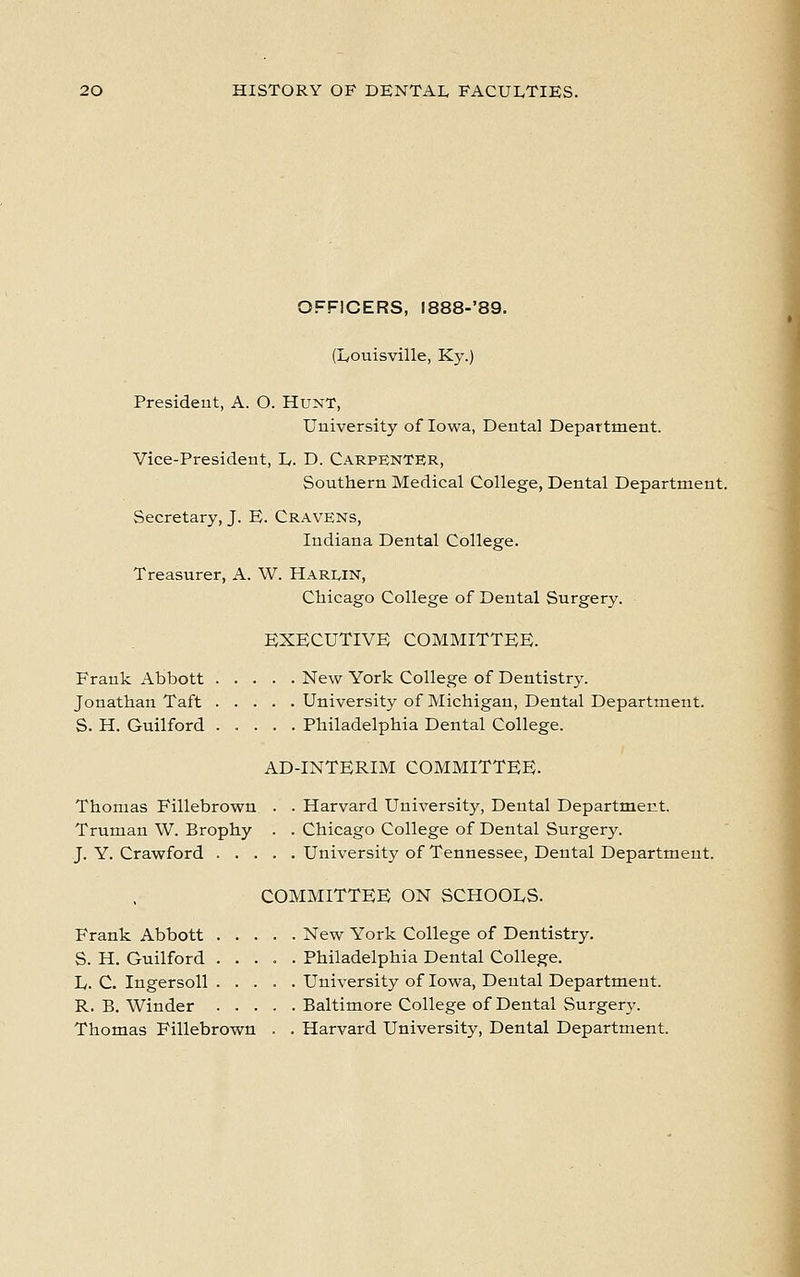 20 HISTORY OF DENTAL FACULTIES.
OFFICERS, 1888-'89.
(Louisville, Ky.)
President, A. O. HUNT,
University of Iowa, Dental Department.
Vice-President, L. D. CARPENTER,
Southern Medical College, Dental Department.
Secretary, J. E. CRAVENS,
Indiana Dental College.
Treasurer, A. W. HARLIN,
Chicago College of Dental Surgery.
EXECUTIVE COMMITTEE.
Frank Abbott . . . . . New York College of Dentistry.
Jonathan Taft . . . . . University of Michigan, Dental Department.
S. H. Guilford . . . . . Philadelphia Dental College.
AD-INTERIM COMMITTEE.
Thomas Fillebrown . . Harvard University, Dental Department.
Truman W. Brophy . . Chicago College of Dental Surgery.
J. Y. Crawford . . . . . University of Tennessee, Dental Department.
COMMITTEE ON SCHOOLS.
Frank Abbott . . . . . New York College of Dentistry.
S. H. Guilford . . . . . Philadelphia Dental College.
L. C. Ingersoll . . . . . University of Iowa, Dental Department.
R. B. Winder . . . . . Baltimore College of Dental Surgery.
Thomas Fillebrown . . Harvard University, Dental Department.